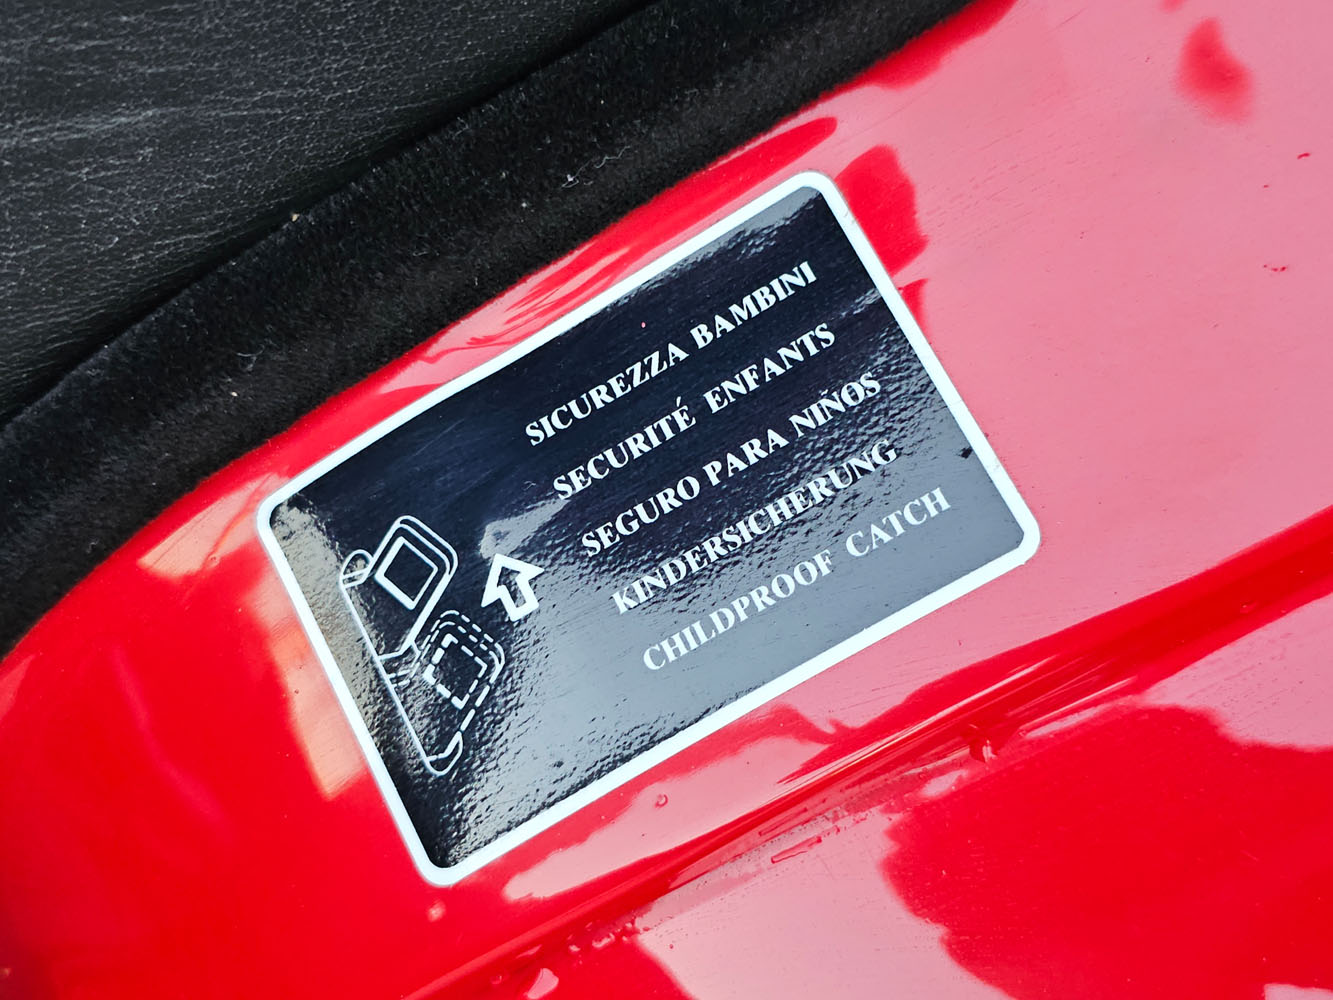 SICUREZZA BAMBINI
SECURITÉ ENFANTS
SEGURO PARA NIÑOS
KINDERSICHERUNG
CHILDPROOF CATCH